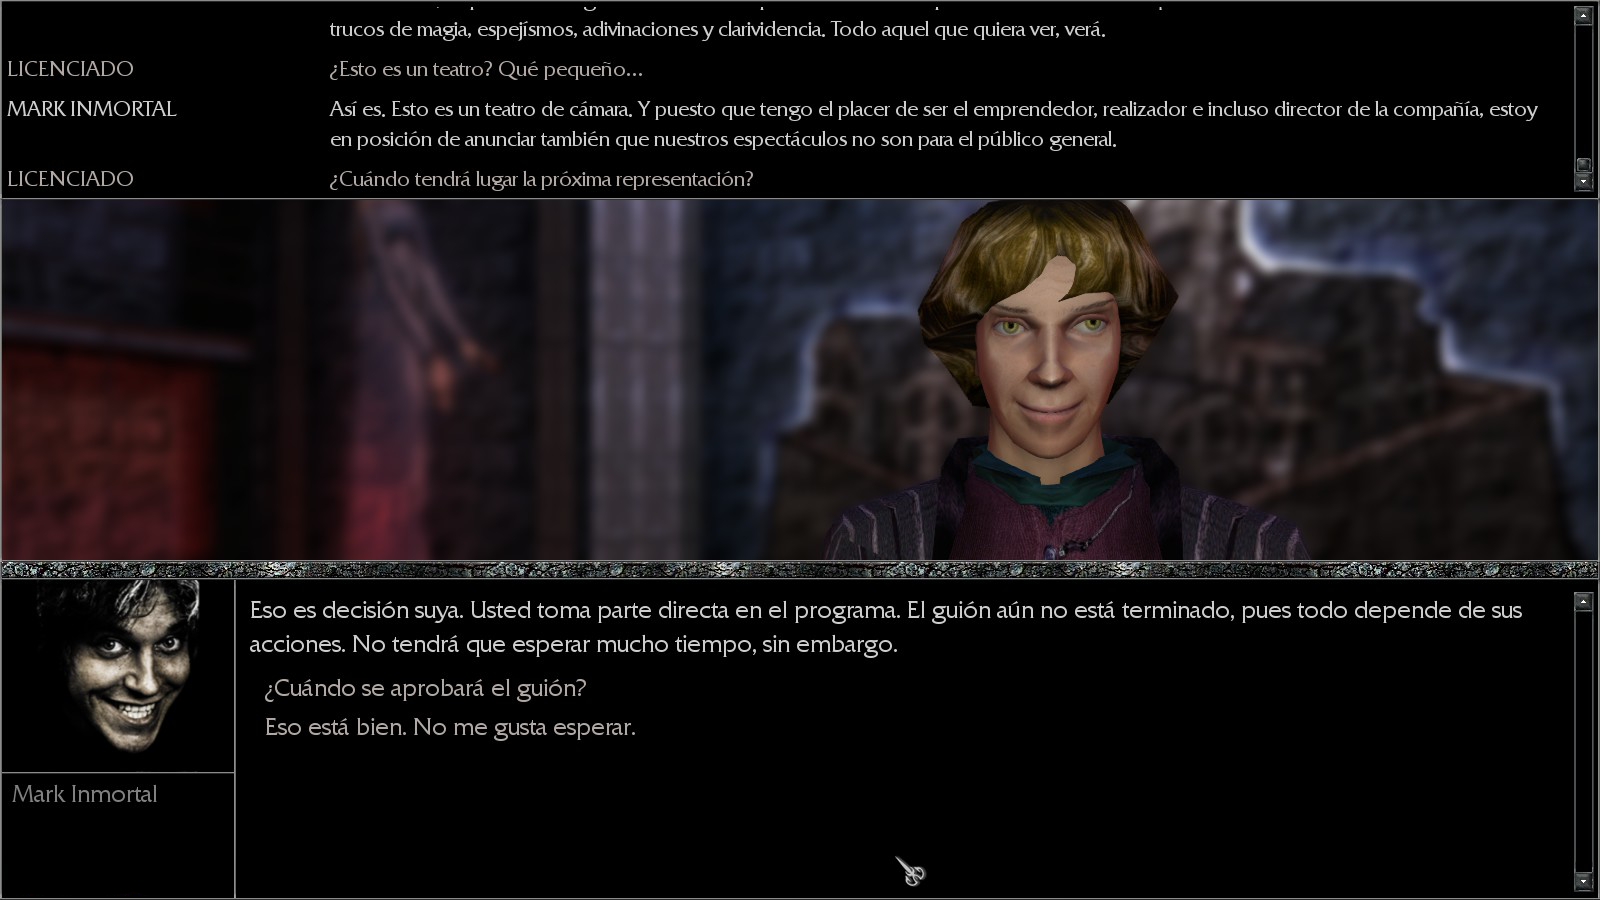 trucos de magia, espejísmos, adivinaciones y clarividencia. Todo aquel que quiera ver, verá.
LICENCIADO ¿Esto es un teatro? Qué pequeño...
MARK INMORTAL Así es. Esto es un teatro de cámara. Y puesto que tengo el placer de ser el emprendedor, realizador e incluso director de la compañía, estoy
en posición de anunciar también que nuestros espectáculos no son para el público general.
LICENCIADO ¿Cuándo tendrá lugar la próxima representación?
Eso es decisión suya. Usted toma parte directa en el programa. El guión aún no está terminado, pues todo depende de sus
acciones. No tendrá que esperar mucho tiempo, sin embargo.
¿Cuándo se aprobará el guión?
Eso está bien. No me gusta esperar.
Mark Inmortal